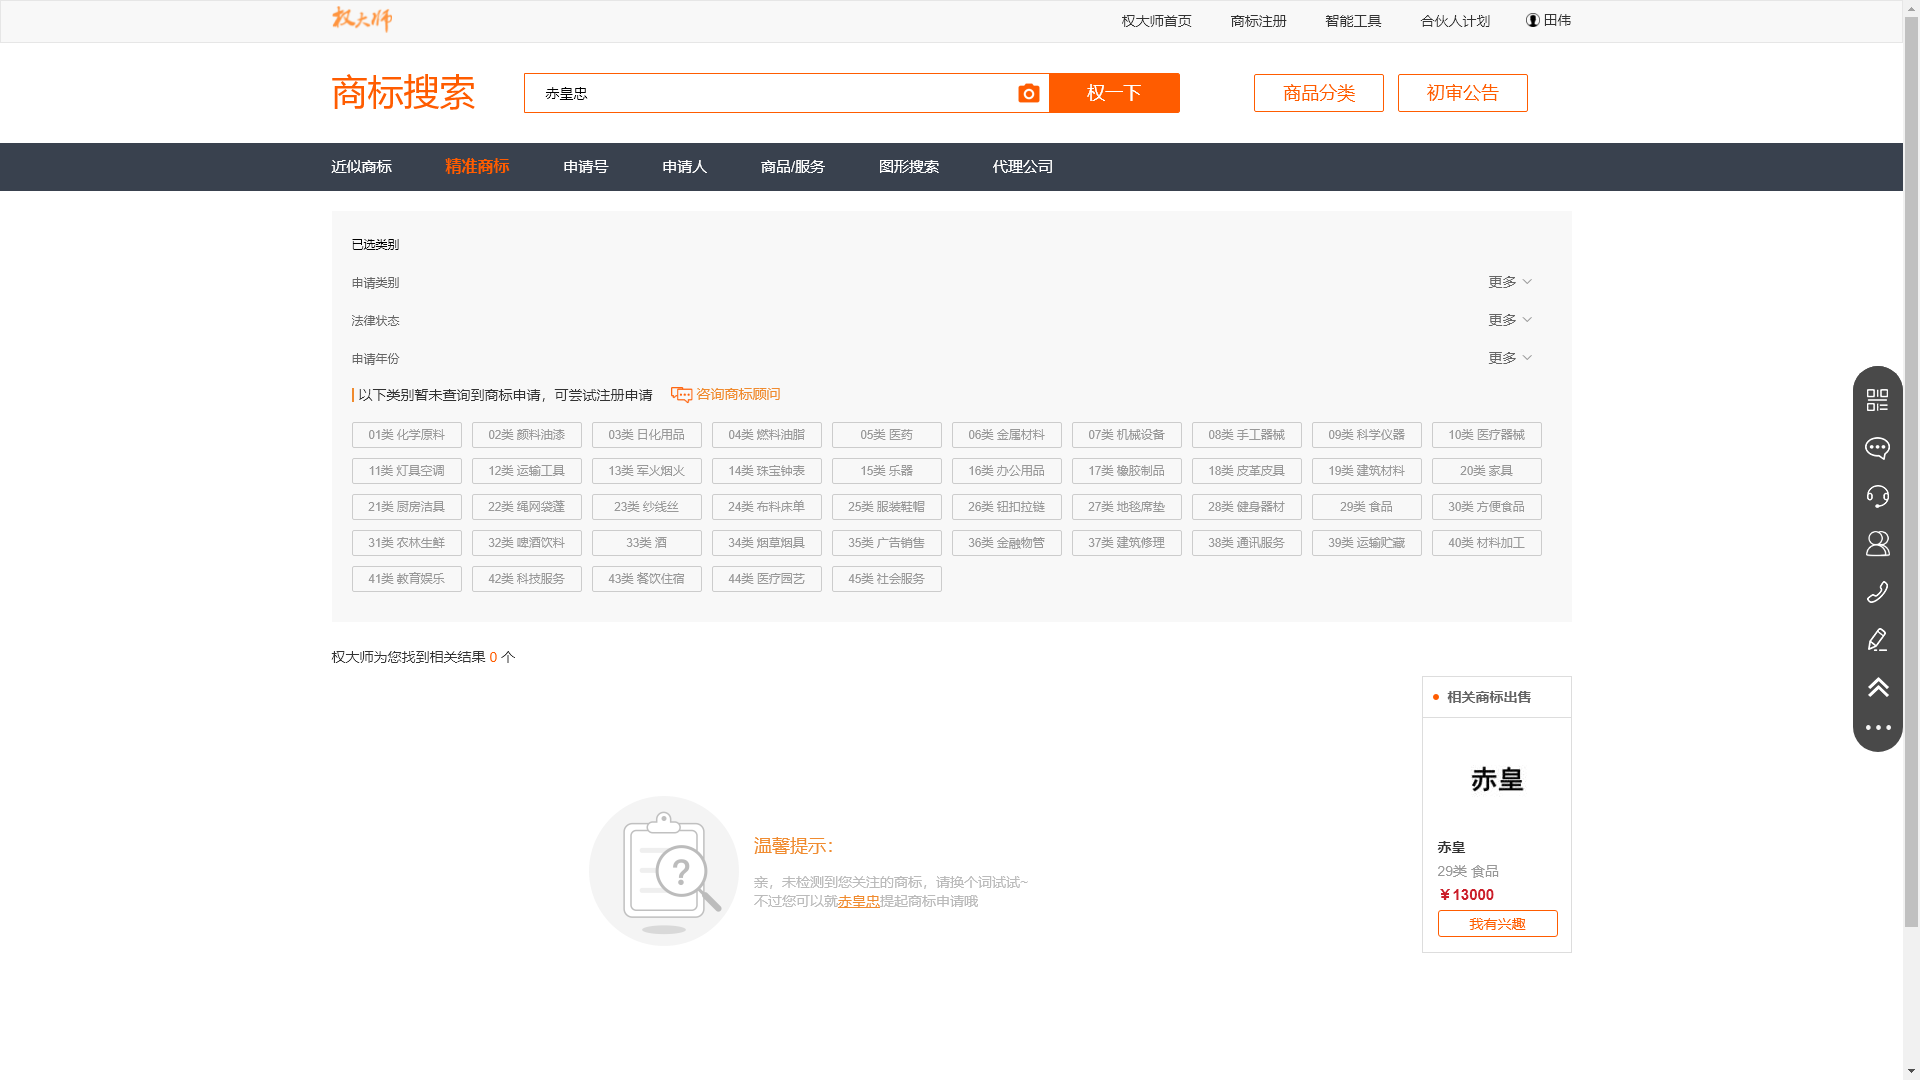 权大师 权大师首页 商标注册 智能工具 合伙人计划 田伟
商标搜索 赤皇忠 权一下 商品分类 初审公告
近似商标 精准商标 申请号 申请人 商品/服务 图形搜索 代理公司
已选类别
申请类别 更多
法律状态 更多
申请年份 更多
以下类别暂未查询到商标申请，可尝试注册申请 咨询商标顾问
01类 化学原料 02类 颜料油漆 03类 日化用品 04类 燃料油脂 05类 医药 06类 金属材料 07类 机械设备 08类 手工器械 09类 科学仪器 10类 医疗器械
11类 灯具空调 12类 运输工具 13类 军火烟火 14类 珠宝钟表 15类 乐器 16类 办公用品 17类 橡胶制品 18类 皮革皮具 19类 建筑材料 20类 家具
21类 厨房洁具 22类 绳网袋蓬 23类 纱线丝 24类 布料床单 25类 服装鞋帽 26类 钮扣拉链 27类 地毯席垫 28类 健身器材 29类 食品 30类 方便食品
31类 农林生鲜 32类 啤酒饮料 33类 酒 34类 烟草烟具 35类 广告销售 36类 金融物管 37类 建筑修理 38类 通讯服务 39类 运输贮藏 40类 材料加工
41类 教育娱乐 42类 科技服务 43类 餐饮住宿 44类 医疗园艺 45类 社会服务
权大师为您找到相关结果 0 个
相关商标出售
赤皇
温馨提示：
亲，未检测到您关注的商标，请换个词试试~
不过您可以就赤皇忠提起商标申请哦
赤皇
29类 食品
￥13000
我有兴趣